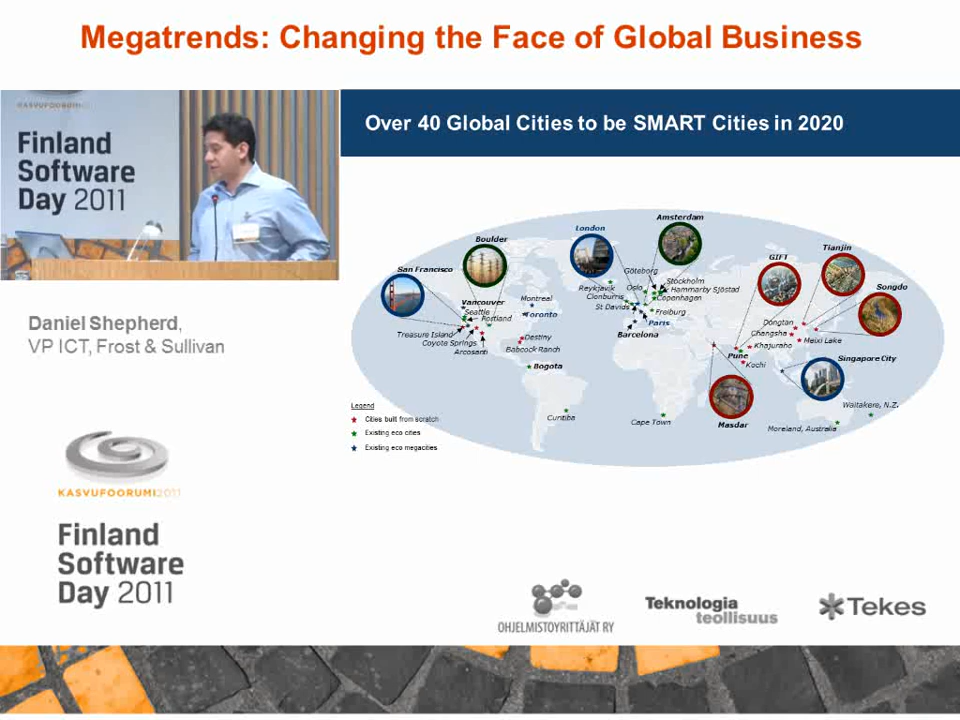 Megatrends: Changing the Face of Global Business
KASVUFOORUMI
Finland
Software
Day 2011
Over 40 Global Cities to be SMART Cities in 2020
Amsterdam
London
Boulder
Tianjin
GIFT
San Francisco
Göteborg
Stockholm
Songdo
Reykjavik
Oslo
Hammarby Sjöstad
Clonburris
Copenhagen
Vancouver
Montreal
St Davids
Freiburg
Seattle
Portland
Toronto
Paris
Dongtan
Treasure Island
Barcelona
Changsha
Coyote Springs
Destiny
Khajuraho
Meixi Lake
Arcosanti
Babcock Ranch
Pune
Singapore City
Bogota
Kochi
Legend
Cities built from scratch
Curitiba
Cape Town
Masdar
Waitakere, N.Z.
Moreland, Australia
Existing eco cities
Existing eco megacities
Daniel Shepherd,
VP ICT, Frost & Sullivan
KASVUFOORUMI2011
Finland
Software
Day 2011
OHJELMISTOYRITTÄJÄT RY
Teknologia
teollisuus
Tekes